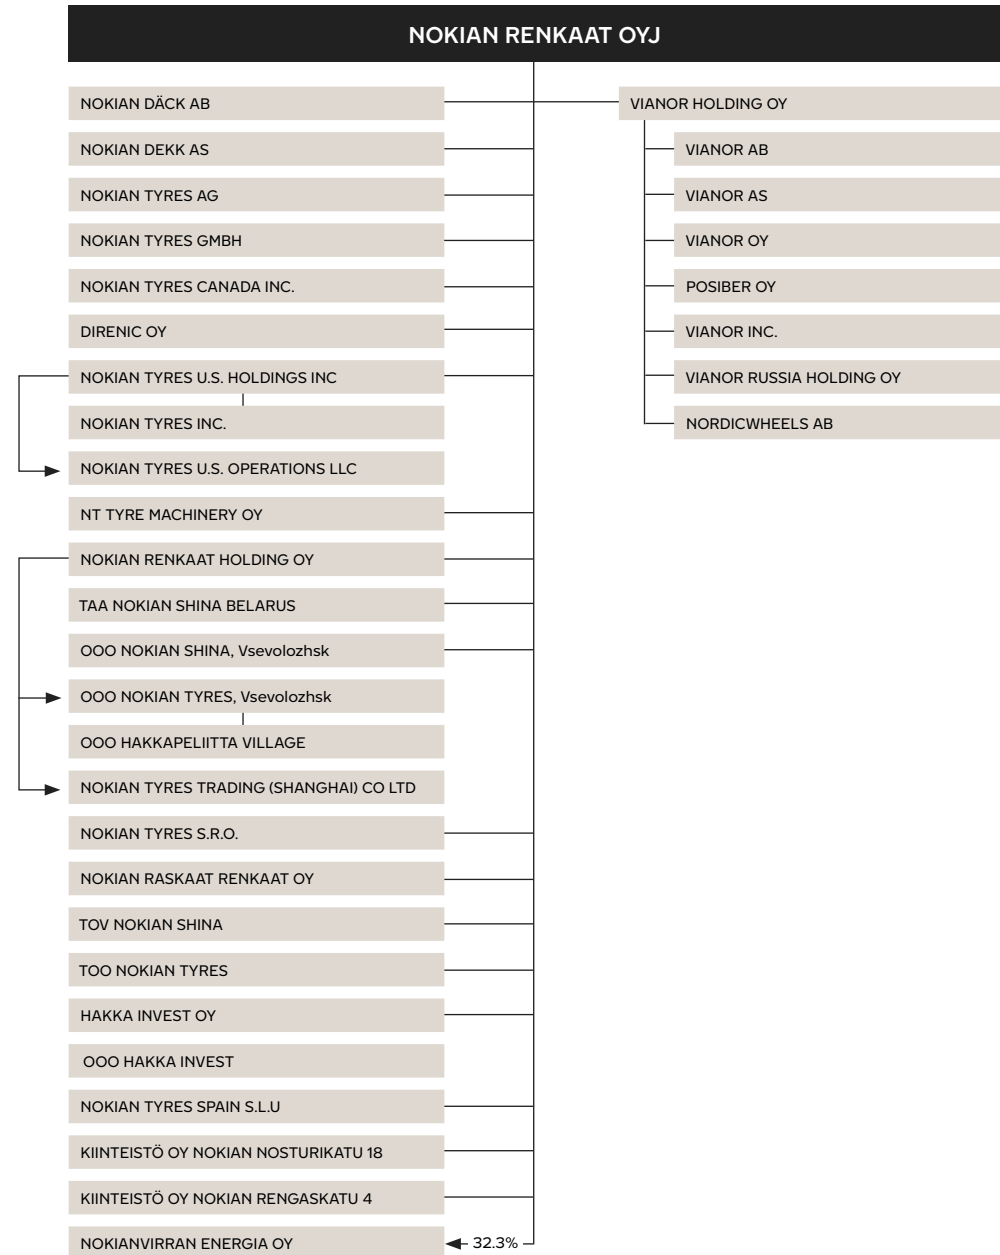 NOKIAN RENKAAT OYJ
NOKIAN DÄCK AB
NOKIAN DEKK AS
NOKIAN TYRES AG
NOKIAN TYRES GMBH
NOKIAN TYRES CANADA INC.
DIRENIC OY
NOKIAN TYRES U.S. HOLDINGS INC
NOKIAN TYRES INC.
NOKIAN TYRES U.S. OPERATIONS LLC
NT TYRE MACHINERY OY
NOKIAN RENKAAT HOLDING OY
TAA NOKIAN SHINA BELARUS
OOO NOKIAN SHINA, Vsevolozhsk
OOO NOKIAN TYRES, Vsevolozhsk
OOO HAKKAPELIITTA VILLAGE
NOKIAN TYRES TRADING (SHANGHAI) CO LTD
NOKIAN TYRES S.R.O.
NOKIAN RASKAAT RENKAAT OY
TOV NOKIAN SHINA
TOO NOKIAN TYRES
HAKKA INVEST OY
OOO HAKKA INVEST
NOKIAN TYRES SPAIN S.L.U
KIINTEISTÖ OY NOKIAN NOSTURIKATU 18
KIINTEISTÖ OY NOKIAN RENGASKATU 4
NOKIANVIRRAN ENERGIA OY
32.3%
VIANOR HOLDING OY
VIANOR AB
VIANOR AS
VIANOR OY
POSIBER OY
VIANOR INC.
VIANOR RUSSIA HOLDING OY
NORDICWHEELS AB